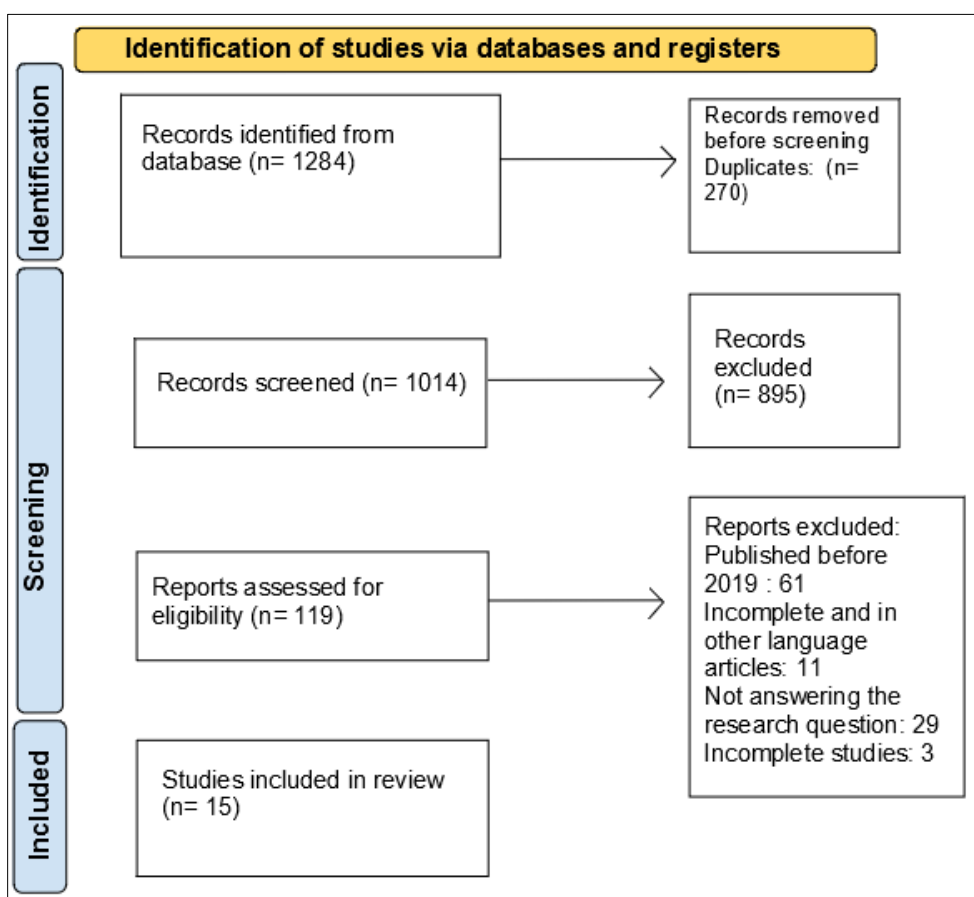 Identification of studies via databases and registers
Identification
Records identified from
database (n= 1284)
Records removed
before screening
Duplicates:  (n=
270)
Screening
Records screened (n= 1014)
Records
excluded
(n= 895)
Reports assessed for
eligibility (n= 119)
Reports excluded:
Published before
2019 : 61
Incomplete and in
other language
articles: 11
Not answering the
research question: 29
Incomplete studies: 3
Included
Studies included in review
(n= 15)